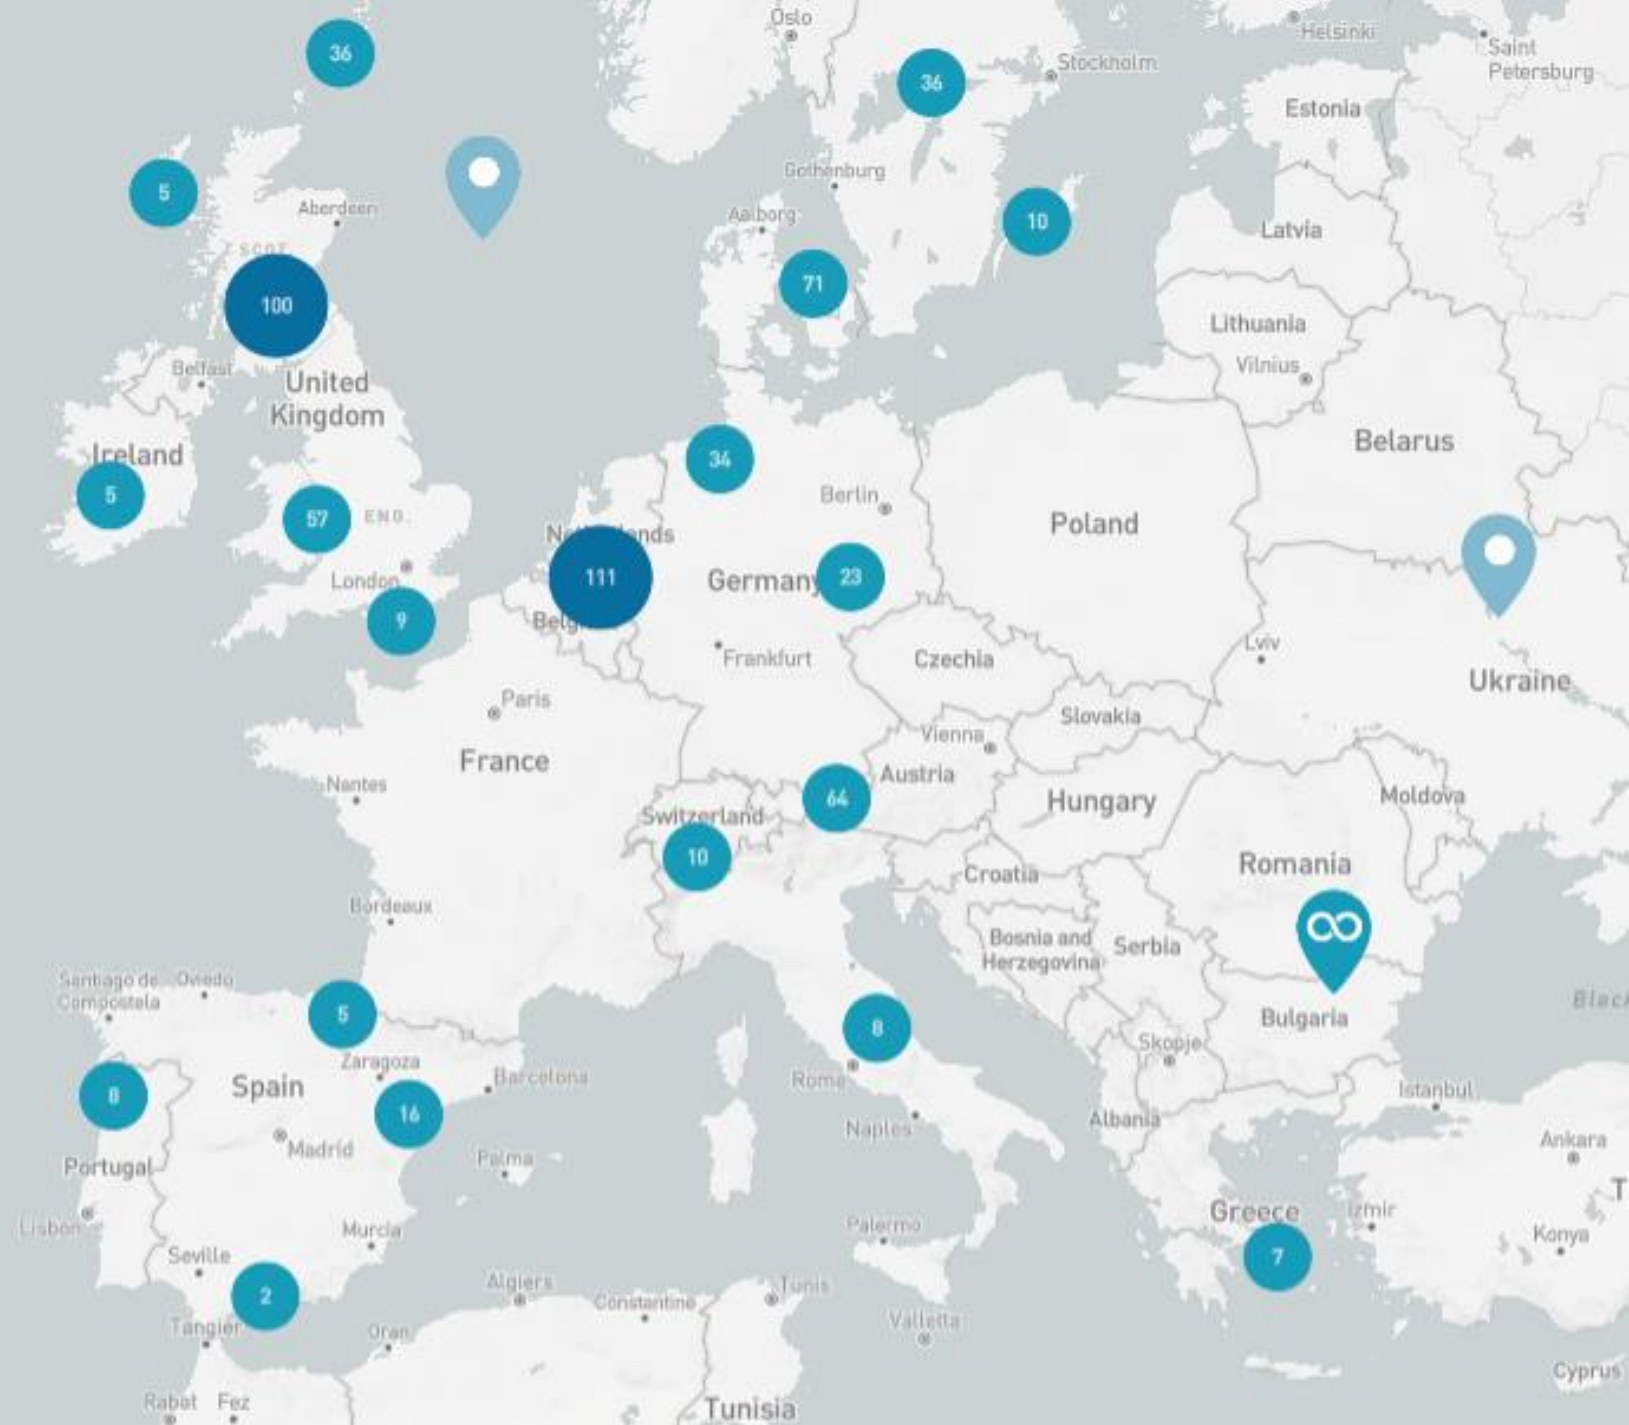 Oslo
Helsinki
Saint
Petersburg
36
Stockholm
36
Estonia
Gothenburg
5
Aberdeen
Aalborg
10
Latvia
SCOT.
71
100
Lithuania
Vilnius
Belfast
United
Kingdom
Belarus
Ireland
34
5
Berlin
57
ENG.
Poland
London
111
Germany
23
9
Lviv
Frankfurt
Czechia
Ukraine
Paris
Slovakia
Vienna
France
Austria
Nantes
64
Hungary
Moldova
Switzerland
10
Romania
Croatia
Bordeaux
∞
Bosnia and
Herzegovina
Serbia
Santiago de
Compostela
Oviedo
5
Bulgaria
8
Skopje
Zaragoza
Barcelona
Rome
Spain
Istanbul
8
16
Albania
Naples
Madrid
Ankara
Palma
Portugal
Greece
Izmir
Lisbon
Murcia
Palermo
Konya
Seville
7
2
Algiers
Tunis
Constantine
Tangier
Oran
Valletta
Cyprus
Rabat
Fez
Tunisia